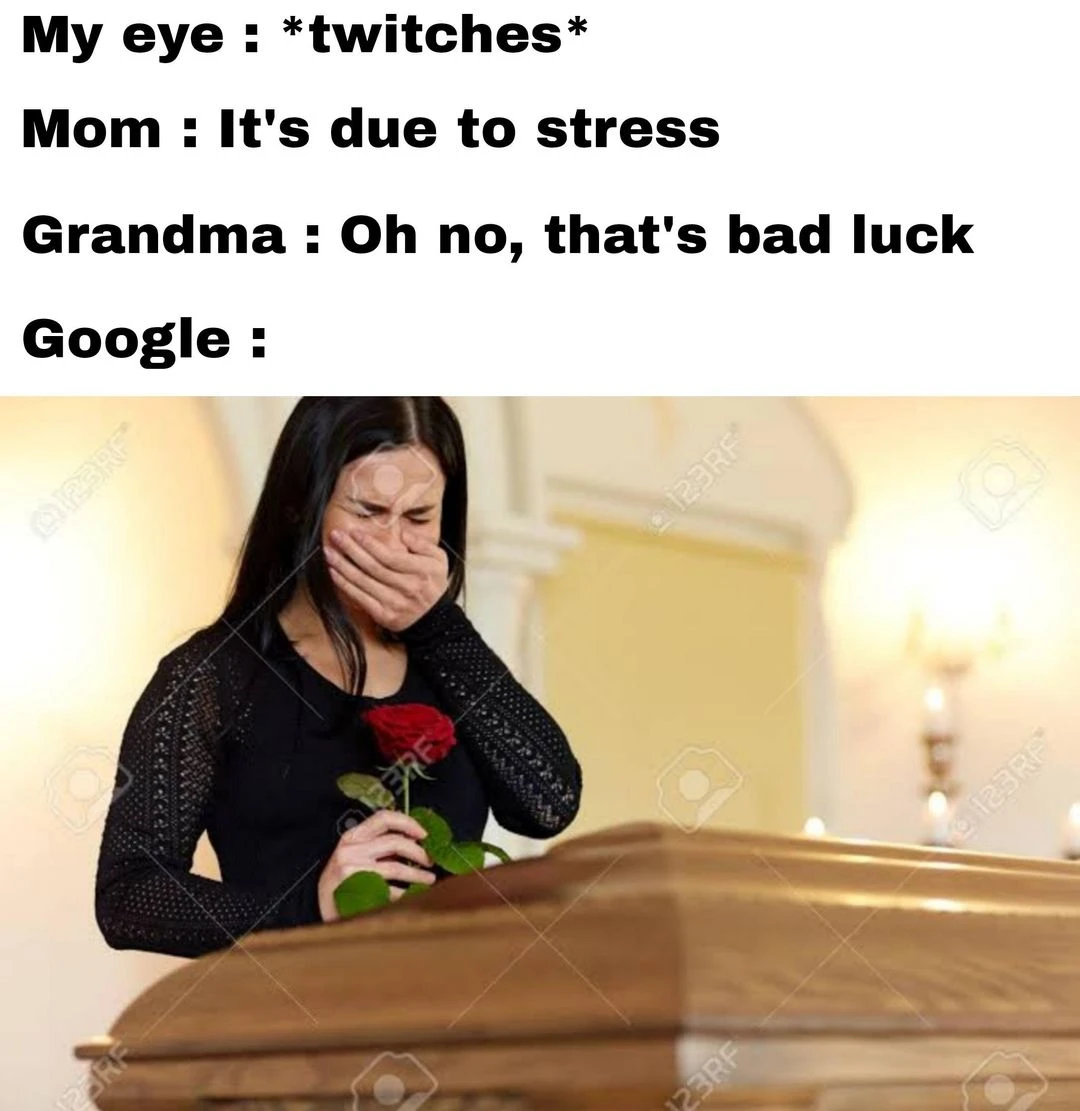 My eye : *twitches*
Mom : It's due to stress
Grandma : Oh no, that's bad luck
Google :
123RF
123RF
123RF
123RF
123RF
123RF